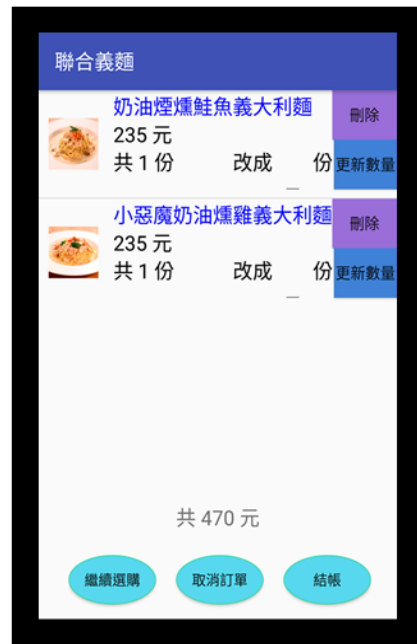 聯合義麵
奶油煙燻鮭魚義大利麵
刪除
235 元
共 1 份 改成 份
更新數量
小惡魔奶油燻雞義大利麵
刪除
235 元
共 1 份 改成 份
更新數量
共 470 元
繼續選購 取消訂單 結帳